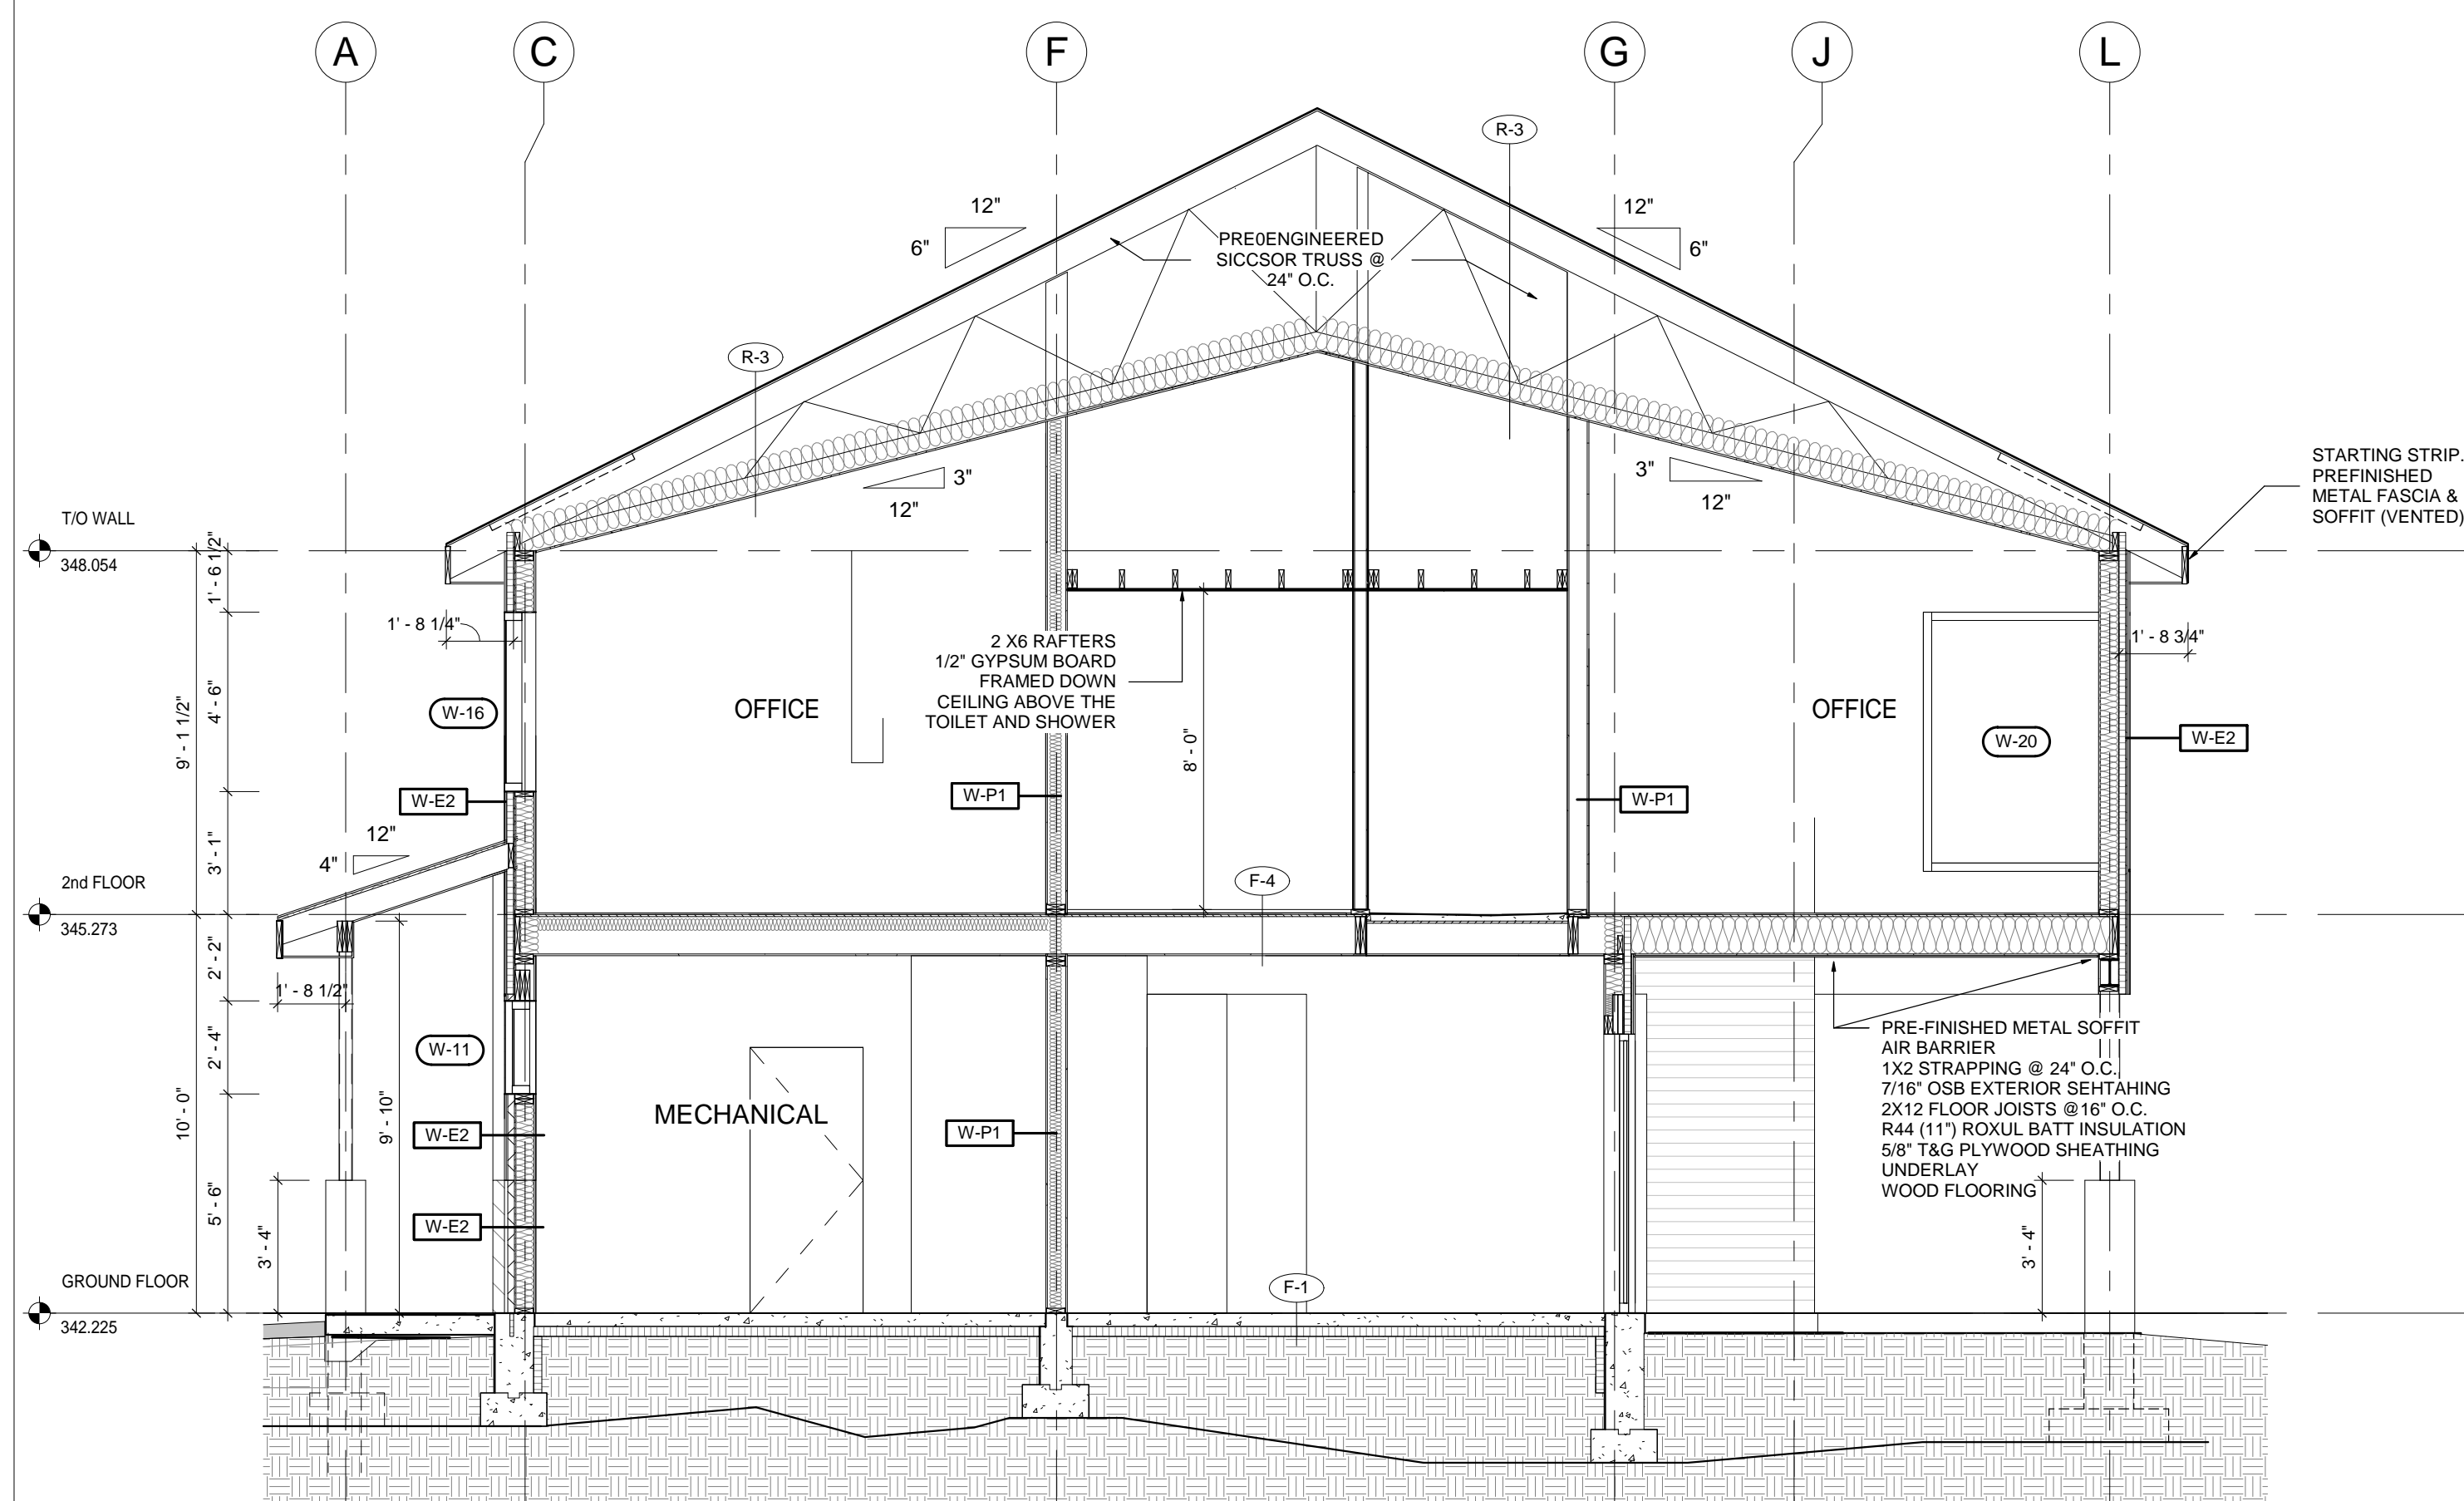 A
C
F
G
J
L
R-3
12"
6"
12"
6"
PRE0ENGINEERED
SICCSOR TRUSS @
24" O.C.
R-3
3"
12"
3"
12"
STARTING STRIP.
PREFINISHED
METAL FASCIA &
SOFFIT (VENTED)
T/O WALL
348.054
1' - 6 1/2"
1' - 8 1/4"
2 X6 RAFTERS
1/2" GYPSUM BOARD
FRAMED DOWN
CEILING ABOVE THE
TOILET AND SHOWER
1' - 8 3/4"
9' - 1 1/2"
4' - 6"
W-16
OFFICE
8' - 0"
OFFICE
W-20
W-E2
W-E2
W-P1
W-P1
12"
4"
3' - 1"
2nd FLOOR
345.273
F-4
2' - 2"
1' - 8 1/2"
W-11
2' - 4"
10' - 0"
9' - 10"
MECHANICAL
W-E2
W-P1
PRE-FINISHED METAL SOFFIT
AIR BARRIER
1X2 STRAPPING @ 24" O.C.
7/16" OSB EXTERIOR SEHTAHING
2X12 FLOOR JOISTS @16" O.C.
R44 (11") ROXUL BATT INSULATION
5/8" T&G PLYWOOD SHEATHING
UNDERLAY
WOOD FLOORING
5' - 6"
W-E2
3' - 4"
3' - 4"
GROUND FLOOR
342.225
F-1